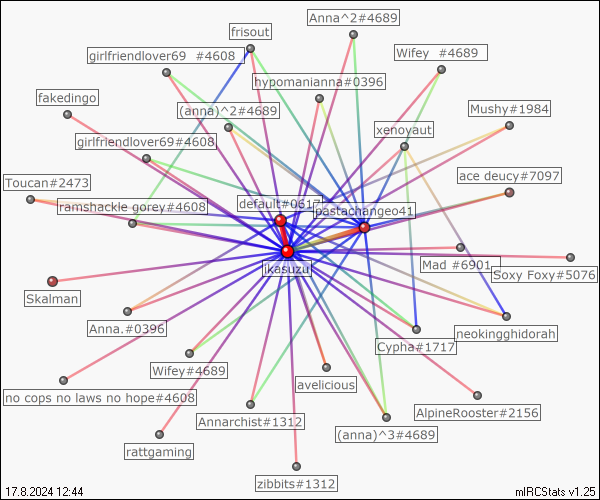 Anna^2#4689
frisout
girlfriendlover69 #4608
Wifey #4689
hypomanianna#0396
fakedingo
(anna)^2#4689
Mushy#1984
xenoyaut
girlfriendlover69#4608
Toucan#2473
ace deucy#7097
ramshackle gorey#4608
default#0617
pastachangeo41
Mad #6901
ikasuzu
Soxy Foxy#5076
Skalman
Anna.#0396
neokingghidorah
Cypha#1717
Wifey#4689
avelicious
no cops no laws no hope#4608
Annarchist#1312
AlpineRooster#2156
(anna)^3#4689
rattgaming
zibbits#1312
17.8.2024 12:44
mIRCStats v1.25